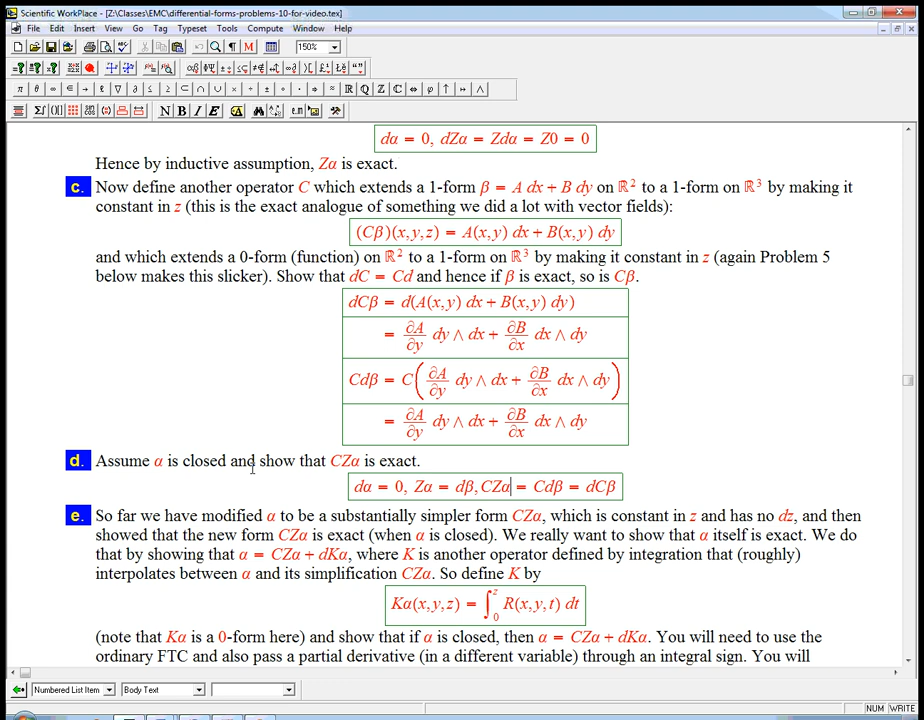 Scientific WorkPlace - [Z:\Classes\EMC\differential-forms-problems-10-for-video.tex]
File Edit Insert View Go Tag Typeset Tools Compute Window Help
150%
N B I E
dα = 0, dZα = Zdα = Z0 = 0
Hence by inductive assumption, Zα is exact.
c. Now define another operator C which extends a 1-form β = A dx + B dy on ℝ² to a 1-form on ℝ³ by making it
constant in z (this is the exact analogue of something we did a lot with vector fields):
(Cβ)(x,y,z) = A(x,y) dx + B(x,y) dy
and which extends a 0-form (function) on ℝ² to a 1-form on ℝ³ by making it constant in z (again Problem 5
below makes this slicker). Show that dC = Cd and hence if β is exact, so is Cβ.
dCβ = d(A(x,y) dx + B(x,y) dy)
= ∂A/∂y dy ∧ dx + ∂B/∂x dx ∧ dy
Cdβ = C(∂A/∂y dy ∧ dx + ∂B/∂x dx ∧ dy)
= ∂A/∂y dy ∧ dx + ∂B/∂x dx ∧ dy
d. Assume α is closed and show that CZα is exact.
dα = 0, Zα = dβ, CZα = Cdβ = dCβ
e. So far we have modified α to be a substantially simpler form CZα, which is constant in z and has no dz, and then
showed that the new form CZα is exact (when α is closed). We really want to show that α itself is exact. We do
that by showing that α = CZα + dKα, where K is another operator defined by integration that (roughly)
interpolates between α and its simplification CZα. So define K by
Kα(x,y,z) = ∫₀ᶻ R(x,y,t) dt
(note that Kα is a 0-form here) and show that if α is closed, then α = CZα + dKα. You will need to use the
ordinary FTC and also pass a partial derivative (in a different variable) through an integral sign. You will
Numbered List Item Body Text
NUM WRITE